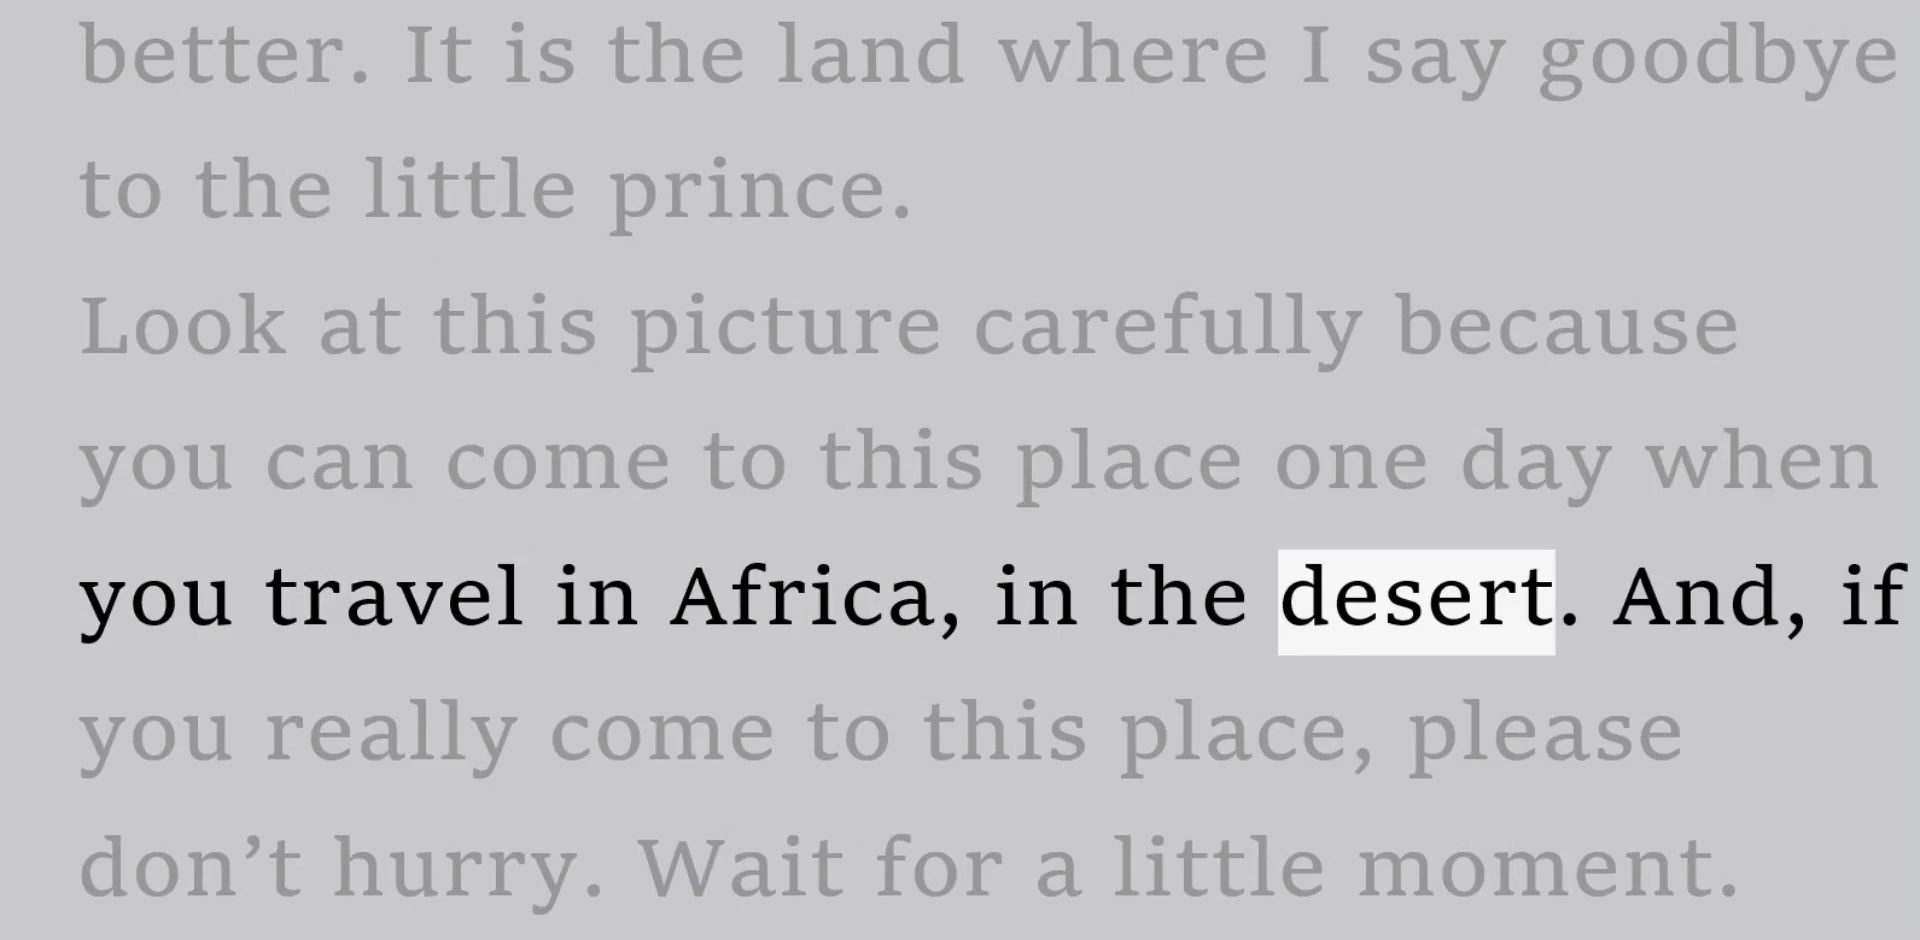 better. It is the land where I say goodbye
to the little prince.
Look at this picture carefully because
you can come to this place one day when
you travel in Africa, in the desert. And, if
you really come to this place, please
don’t hurry. Wait for a little moment.